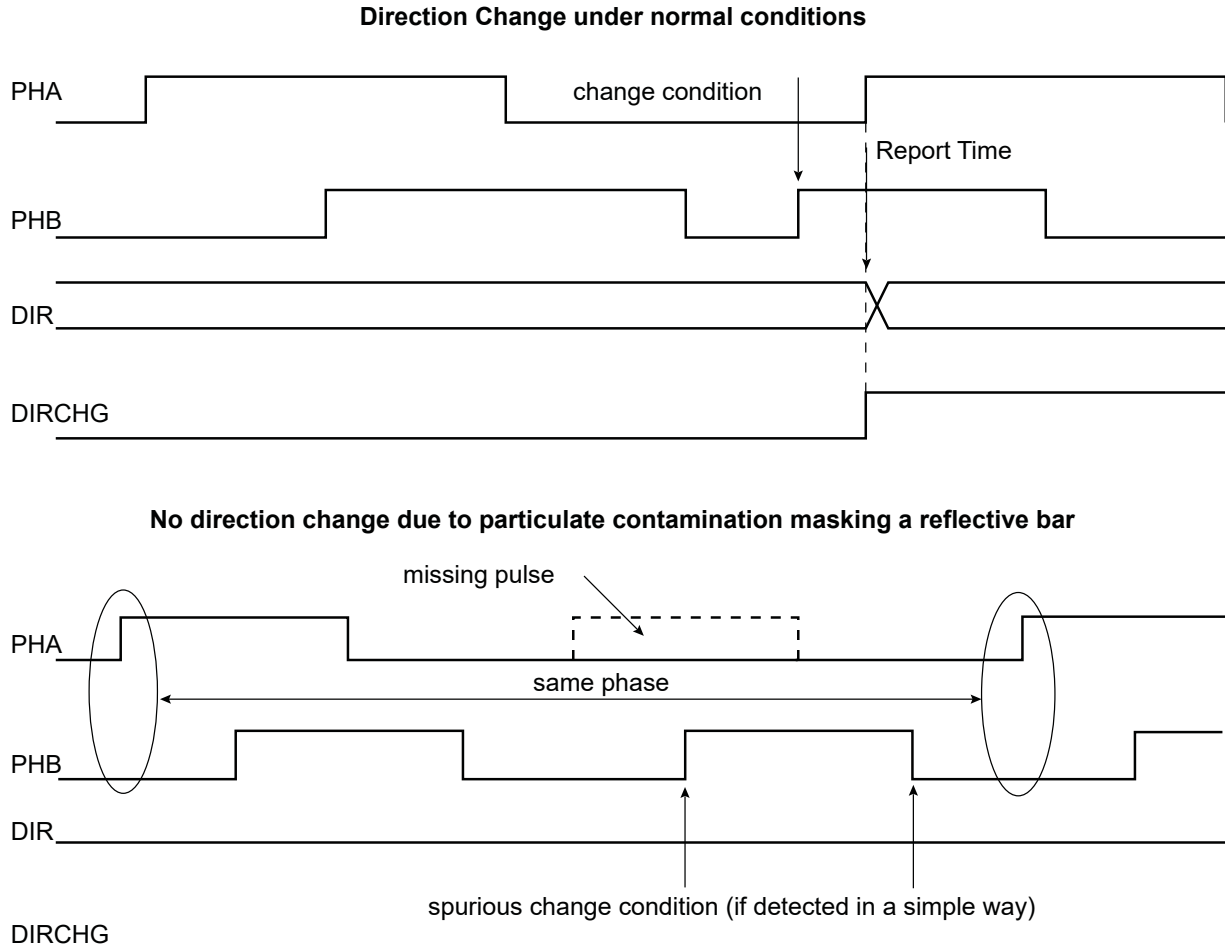 Direction Change under normal conditions
PHA
change condition
Report Time
PHB
DIR
DIRCHG
No direction change due to particulate contamination masking a reflective bar
missing pulse
PHA
same phase
PHB
DIR
spurious change condition (if detected in a simple way)
DIRCHG